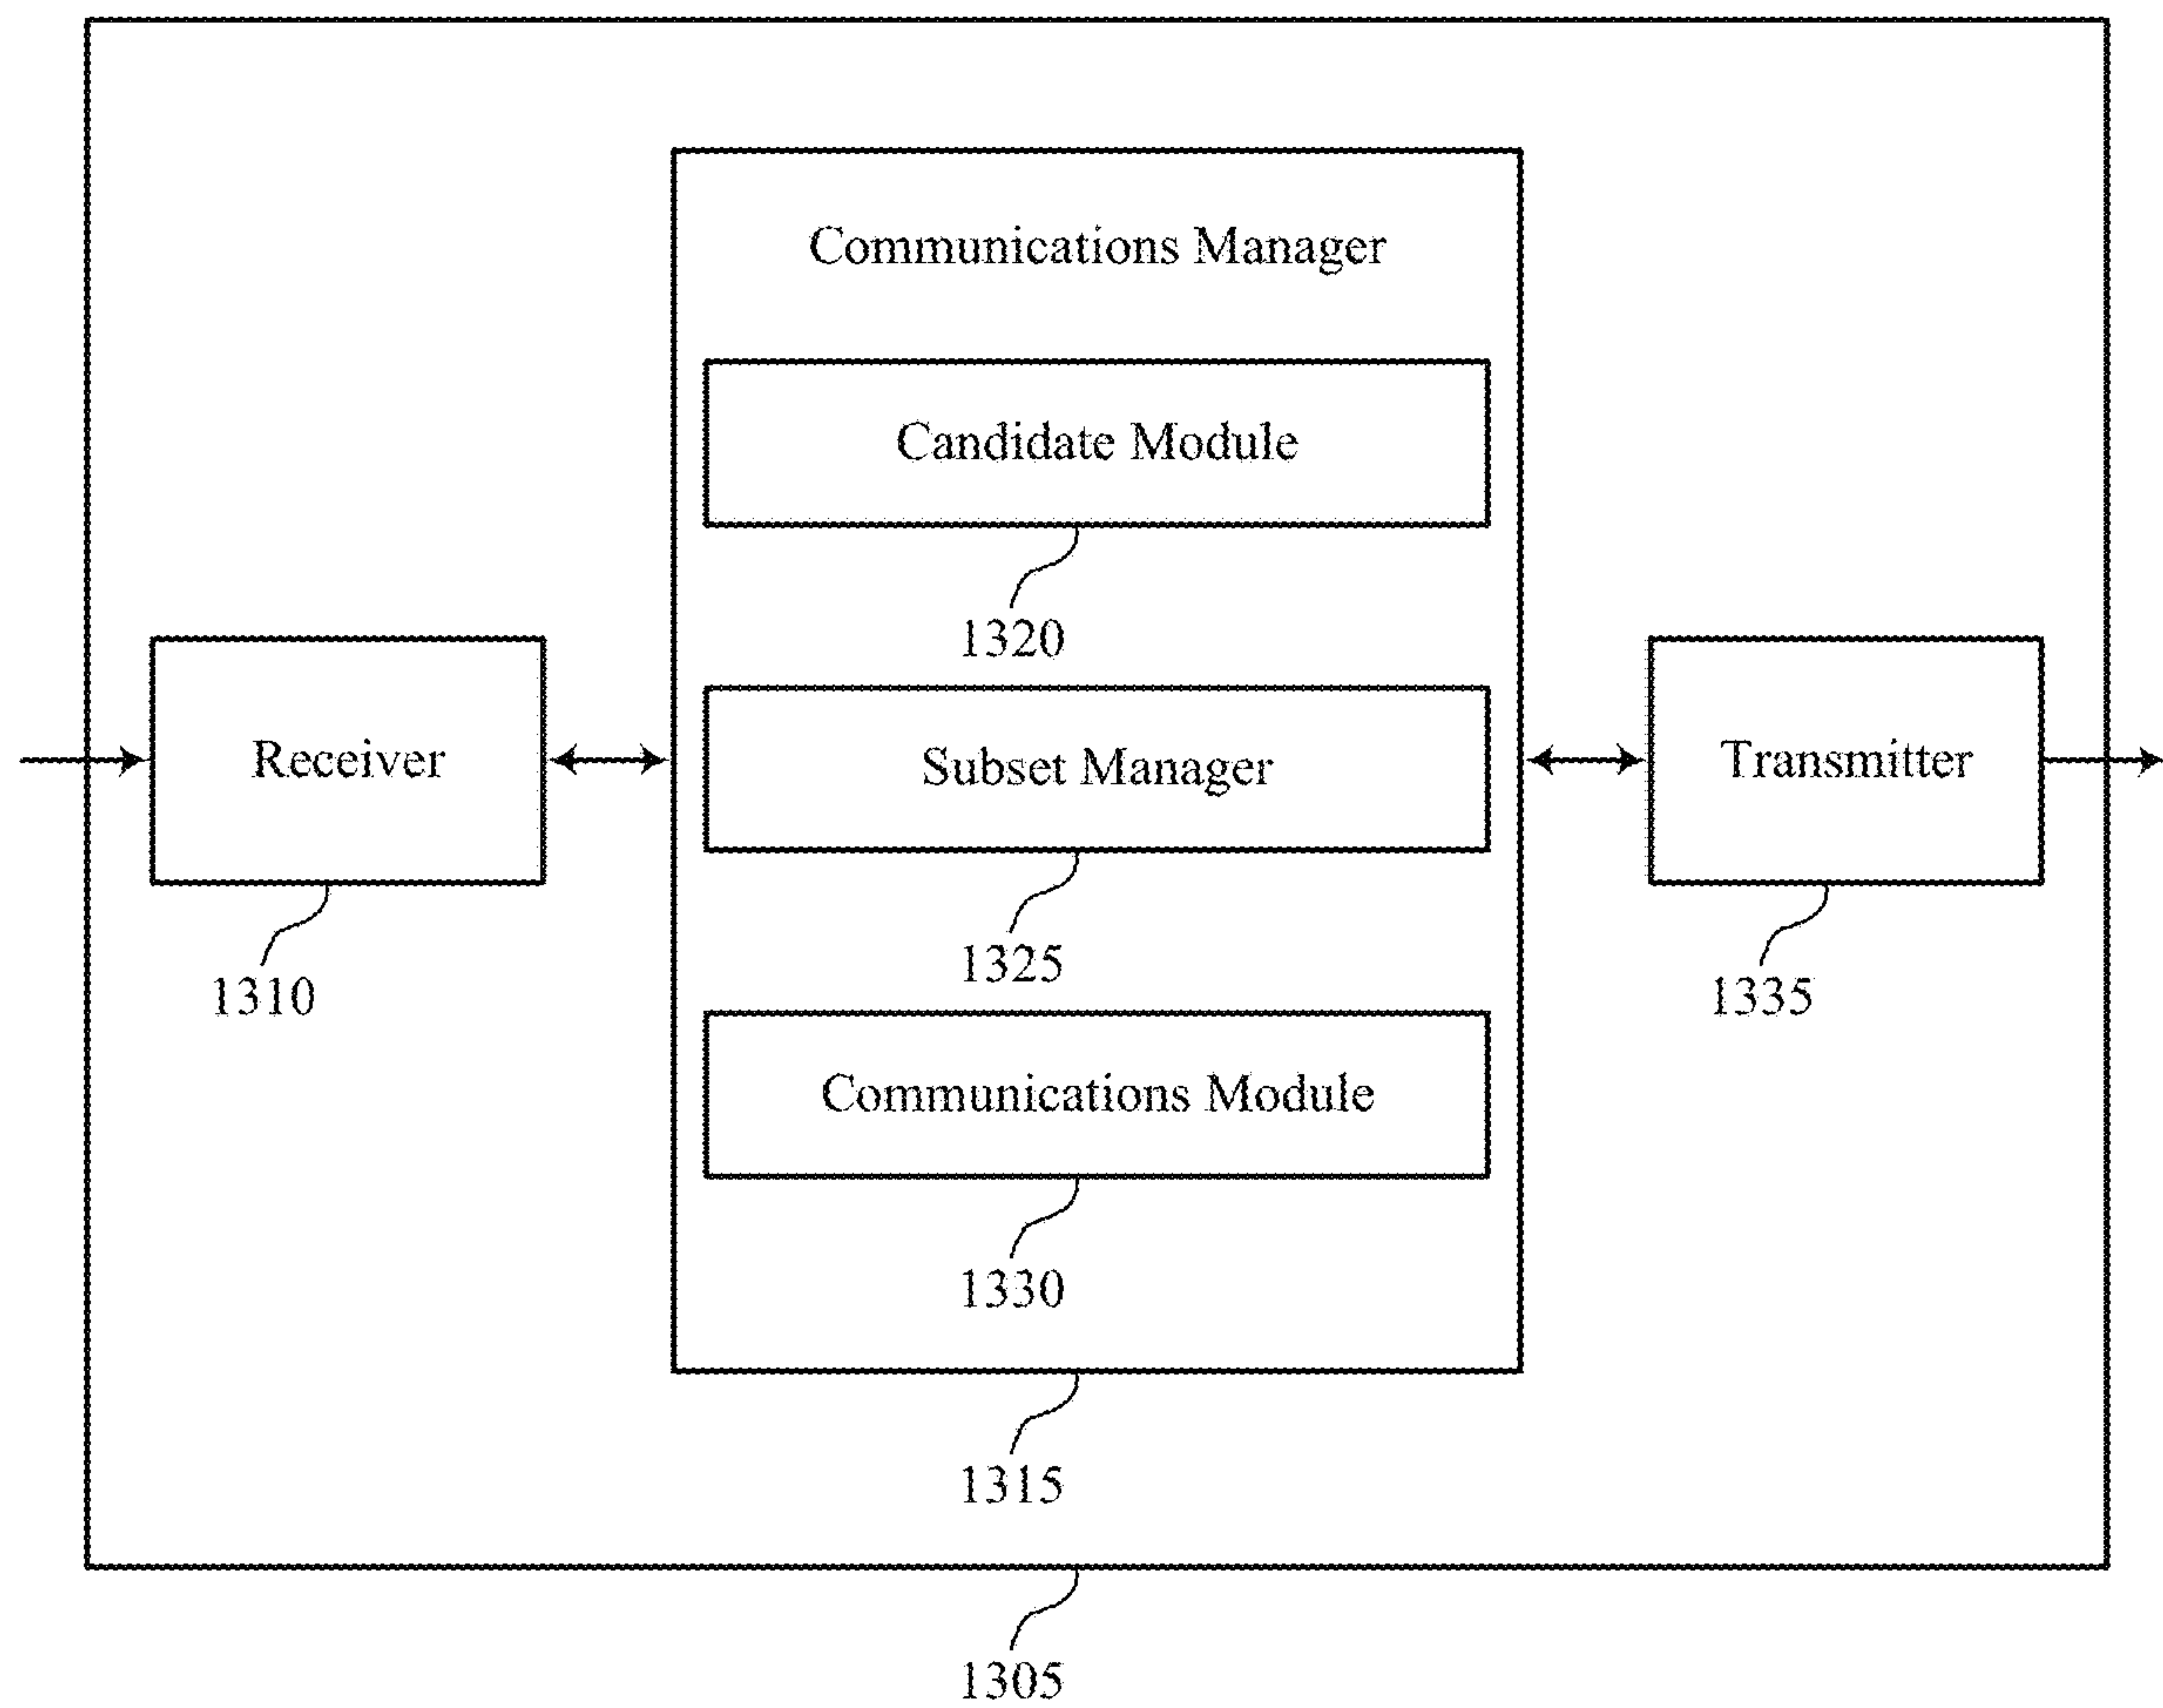 Communications Manager
Candidate Module
1320
Receiver
Subset Manager
Transmitter
1325
1310
1335
Communications Module
1330
1315
1305